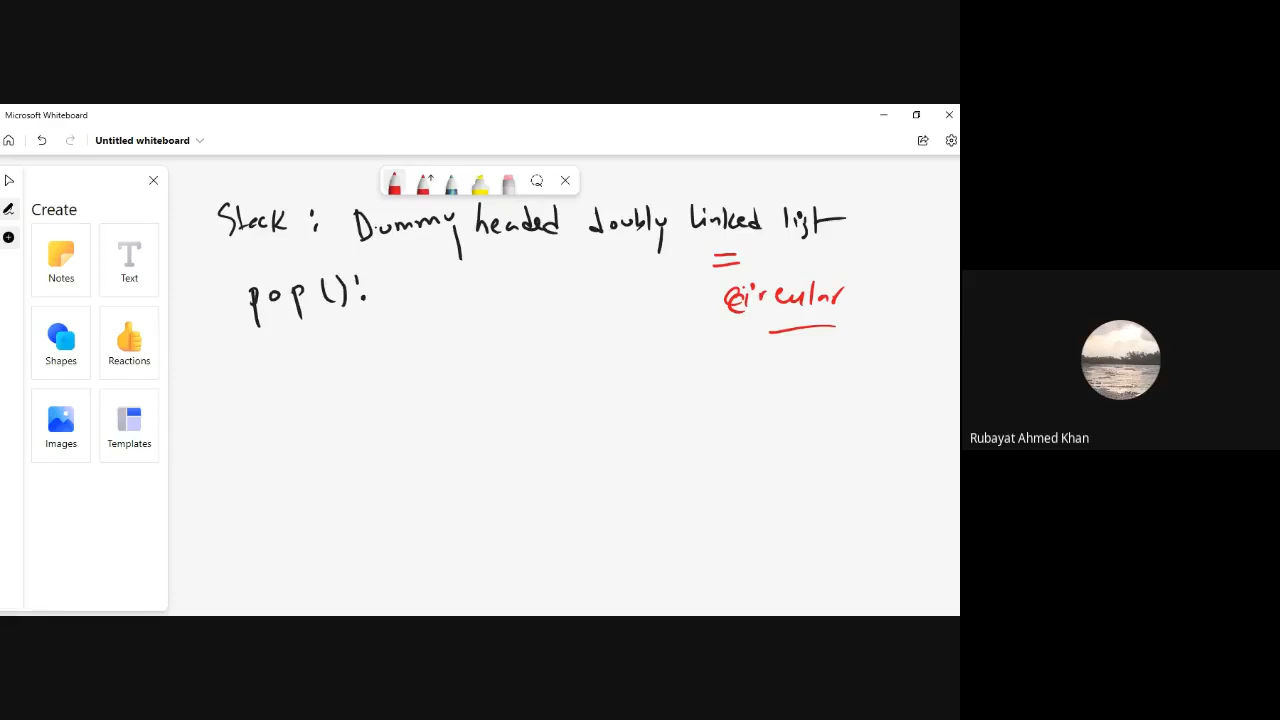 Microsoft Whiteboard
Untitled whiteboard
Create
Notes
Text
Shapes
Reactions
Images
Templates
Stack : Dummy headed doubly linked list
circular
pop():
Rubayat Ahmed Khan